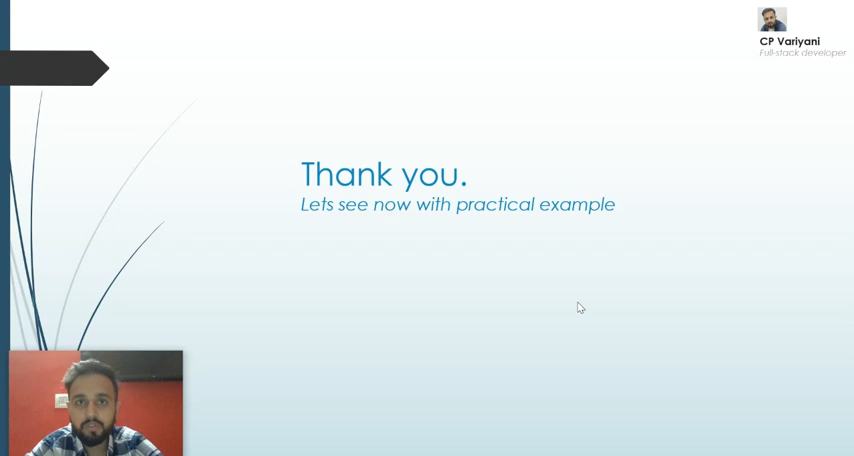 CP Variyani
Full-stack developer
Thank you.
Lets see now with practical example